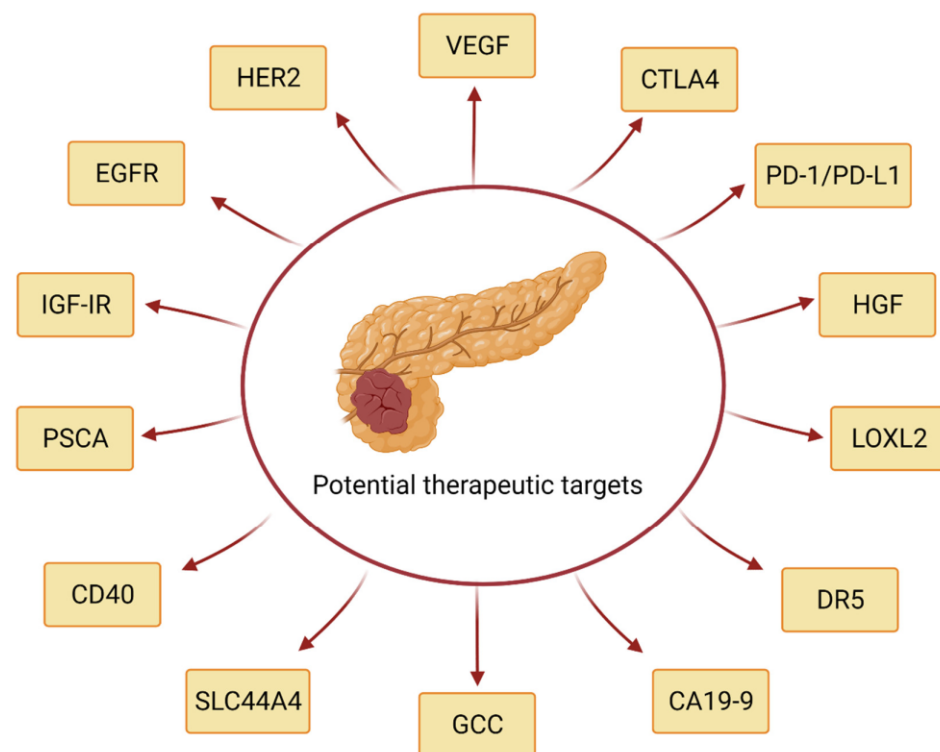 VEGF
HER2
CTLA4
EGFR
PD-1/PD-L1
IGF-IR
HGF
PSCA
LOXL2
Potential therapeutic targets
CD40
DR5
SLC44A4
CA19-9
GCC